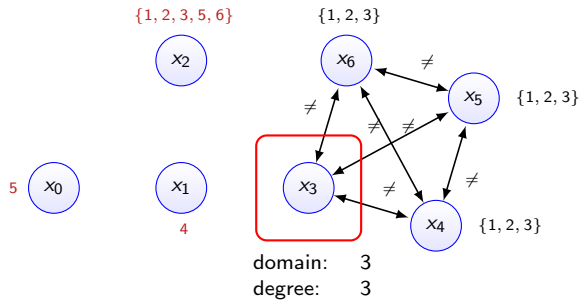 {1, 2, 3, 5, 6}
{1, 2, 3}
x2
x6
≠
x5
{1, 2, 3}
≠
≠
≠
5
x0
x1
x3
≠
≠
4
x4
{1, 2, 3}
domain: 3
degree: 3